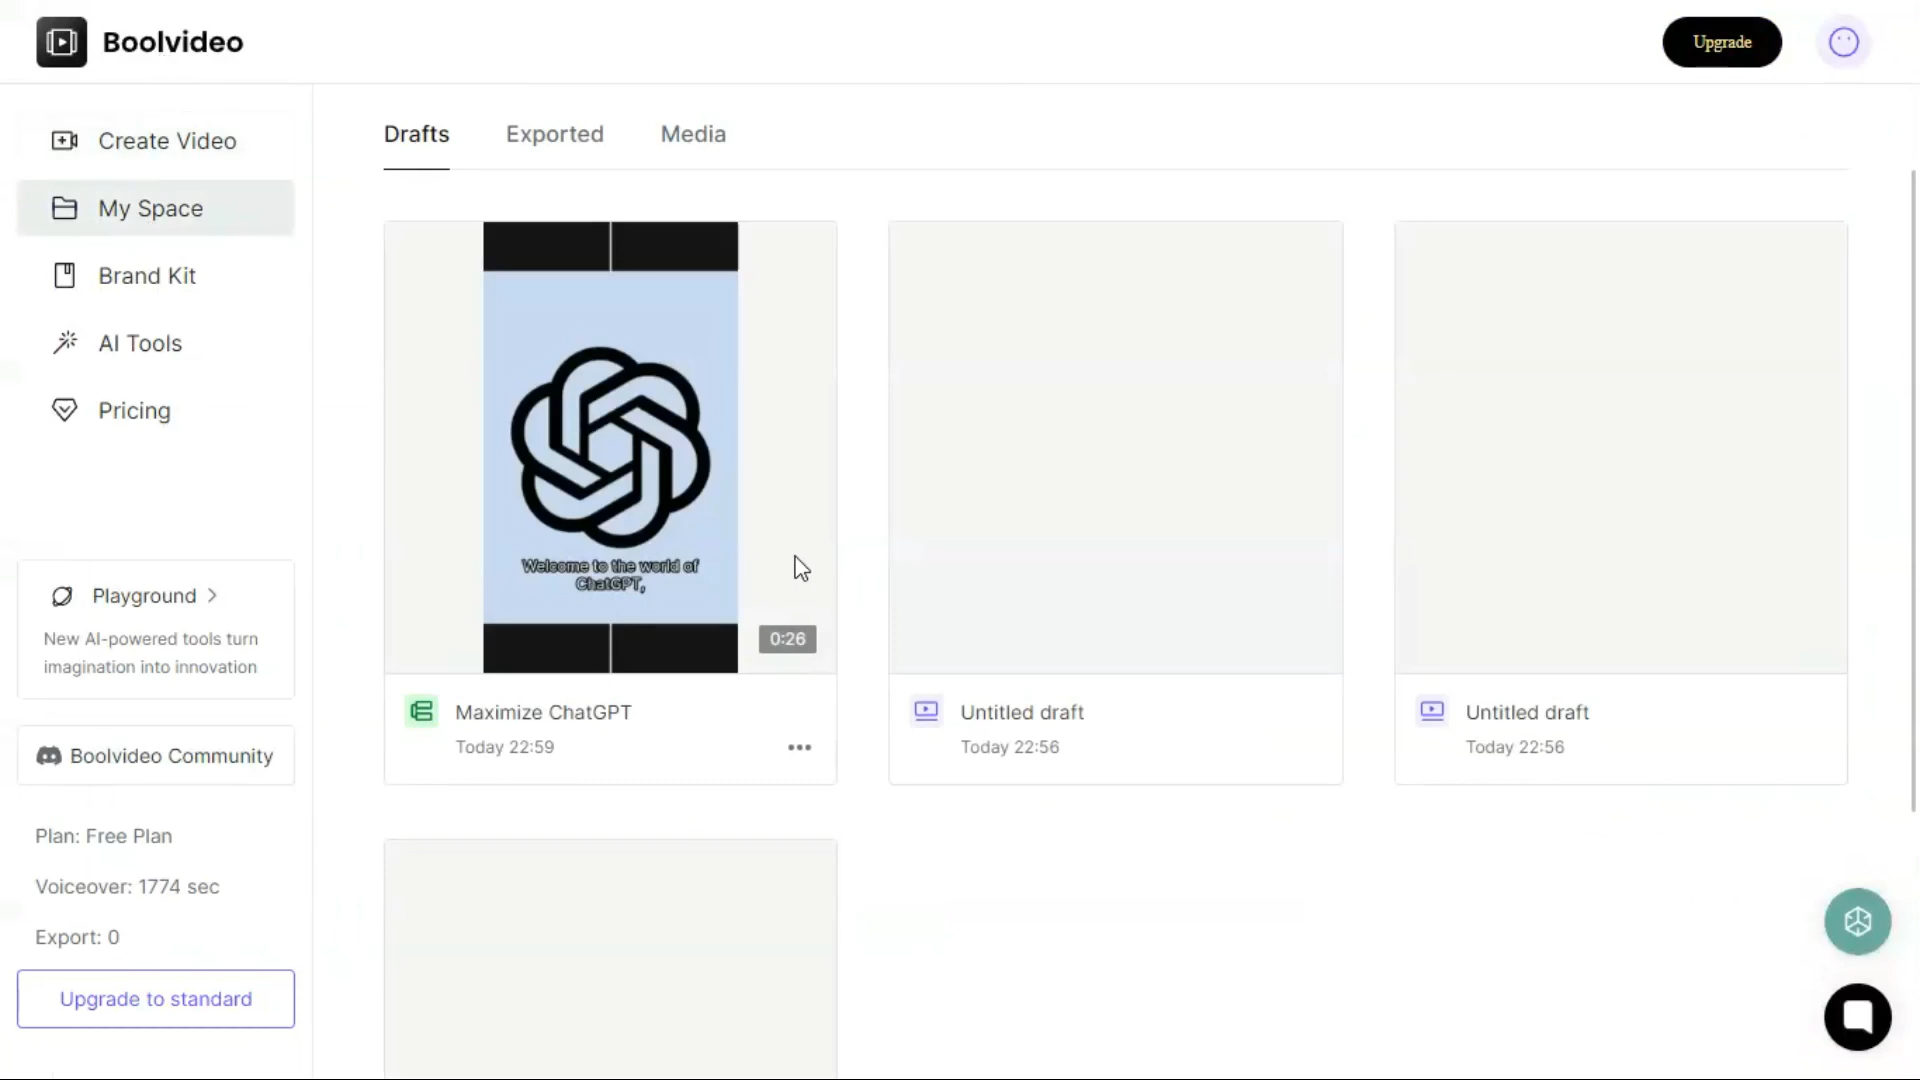 Boolvideo
Upgrade
Create Video
My Space
Brand Kit
AI Tools
Pricing
Playground
New AI-powered tools turn
imagination into innovation
Boolvideo Community
Plan: Free Plan
Voiceover: 1774 sec
Export: 0
Upgrade to standard
Drafts Exported Media
Welcome to the world of
ChatGPT,
0:26
Maximize ChatGPT
Today 22:59
Untitled draft
Today 22:56
Untitled draft
Today 22:56